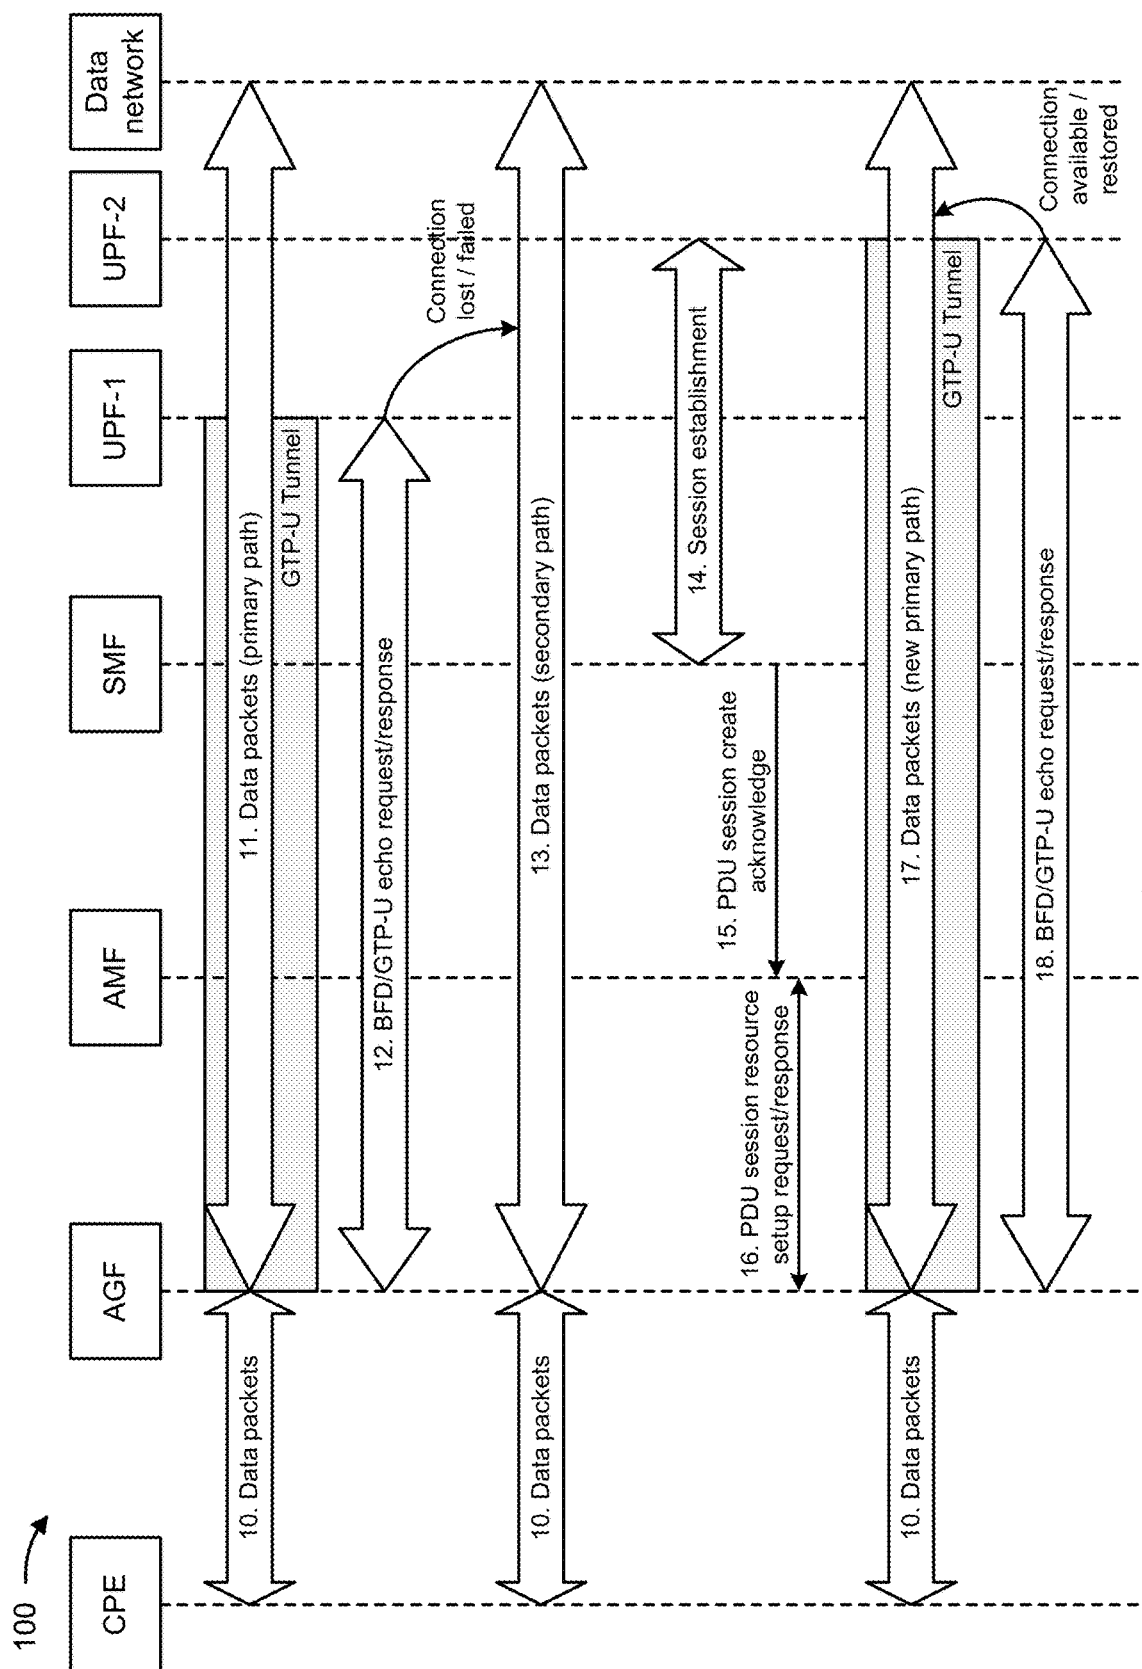 100
CPE
AGF
AMF
SMF
UPF-1
UPF-2
Data
network
10. Data packets
11. Data packets (primary path)
GTP-U Tunnel
12. BFD/GTP-U echo request/response
Connection
lost / failed
10. Data packets
13. Data packets (secondary path)
14. Session establishment
15. PDU session create
acknowledge
16. PDU session resource
setup request/response
10. Data packets
17. Data packets (new primary path)
GTP-U Tunnel
18. BFD/GTP-U echo request/response
Connection
available /
restored